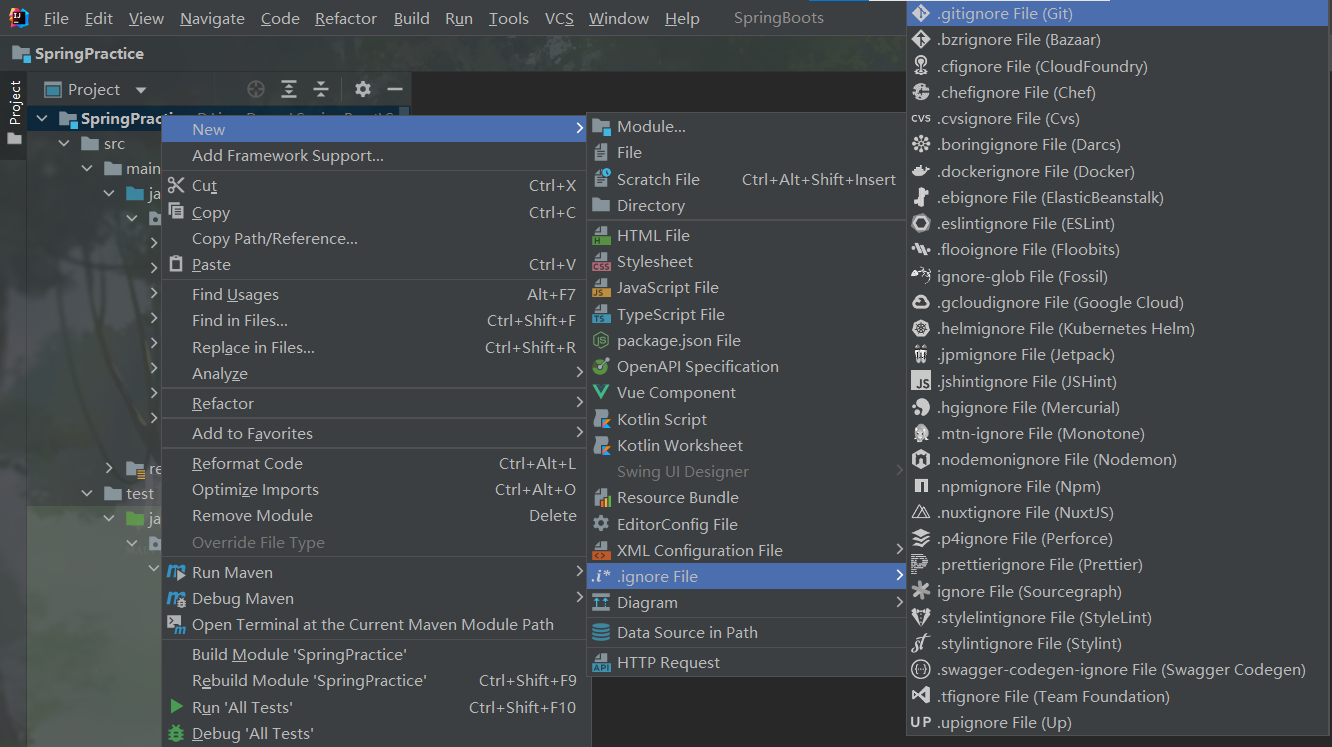 File Edit View Navigate Code Refactor Build Run Tools VCS Window Help SpringBoots
SpringPractice
Project
Project
SpringPrac
src
main
ja
re
test
ja
New
Add Framework Support...
Cut Ctrl+X
Copy Ctrl+C
Copy Path/Reference...
Paste Ctrl+V
Find Usages Alt+F7
Find in Files... Ctrl+Shift+F
Replace in Files... Ctrl+Shift+R
Analyze
Refactor
Add to Favorites
Reformat Code Ctrl+Alt+L
Optimize Imports Ctrl+Alt+O
Remove Module Delete
Override File Type
Run Maven
Debug Maven
Open Terminal at the Current Maven Module Path
Build Module 'SpringPractice'
Rebuild Module 'SpringPractice' Ctrl+Shift+F9
Run 'All Tests' Ctrl+Shift+F10
Debug 'All Tests'
Module...
File
Scratch File Ctrl+Alt+Shift+Insert
Directory
HTML File
Stylesheet
JavaScript File
TypeScript File
package.json File
OpenAPI Specification
Vue Component
Kotlin Script
Kotlin Worksheet
Swing UI Designer
Resource Bundle
EditorConfig File
XML Configuration File
.i* .ignore File
Diagram
Data Source in Path
HTTP Request
.gitignore File (Git)
.bzrignore File (Bazaar)
.cfignore File (CloudFoundry)
.chefignore File (Chef)
CVS .cvsignore File (Cvs)
.boringignore File (Darcs)
.dockerignore File (Docker)
.ebignore File (ElasticBeanstalk)
.eslintignore File (ESLint)
.flooignore File (Floobits)
ignore-glob File (Fossil)
.gcloudignore File (Google Cloud)
.helmignore File (Kubernetes Helm)
.jpmignore File (Jetpack)
JS .jshintignore File (JSHint)
.hgignore File (Mercurial)
.mtn-ignore File (Monotone)
.nodemonignore File (Nodemon)
.npmignore File (Npm)
.nuxtignore File (NuxtJS)
.p4ignore File (Perforce)
.prettierignore File (Prettier)
ignore File (Sourcegraph)
.stylelintignore File (StyleLint)
.stylintignore File (Stylint)
.swagger-codegen-ignore File (Swagger Codegen)
.tfignore File (Team Foundation)
UP .upignore File (Up)